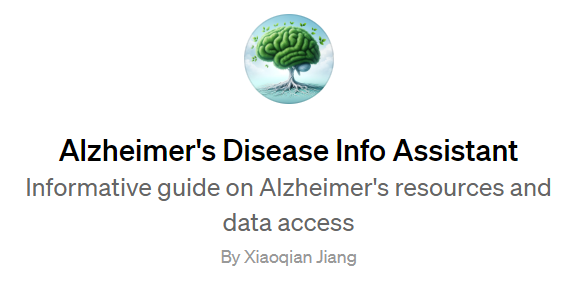 Alzheimer's Disease Info Assistant
Informative guide on Alzheimer's resources and
data access
By Xiaoqian Jiang